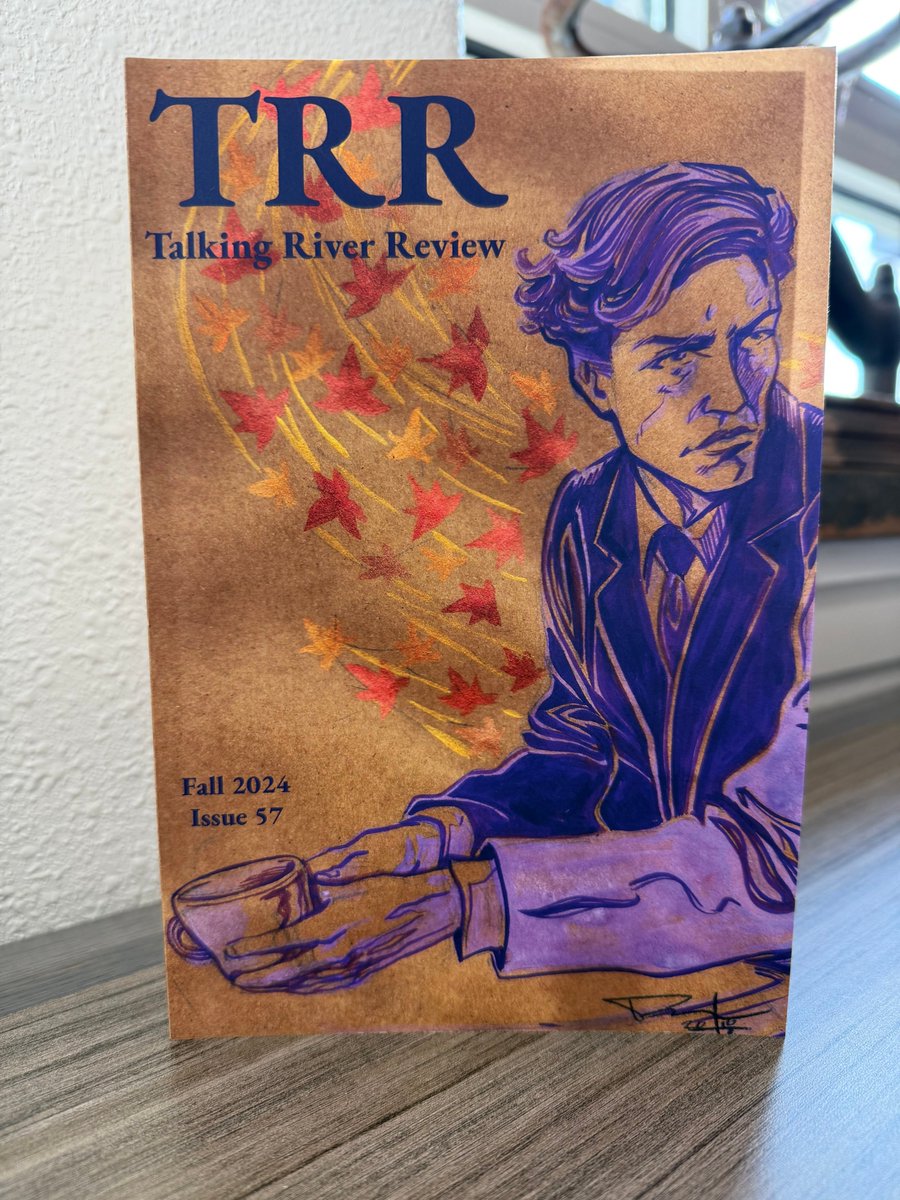 TRR
Talking River Review
Fall 2024
Issue 57